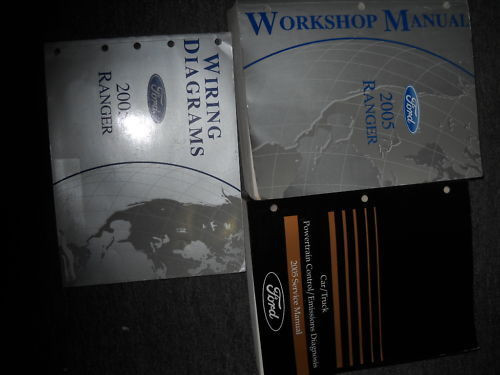 WORKSHOP MANUAL
Ford
2005
RANGER
WIRING
DIAGRAMS
Ford
2005
RANGER
Car/Truck
Powertrain Control/Emissions Diagnosis
2005 Service Manual
Ford